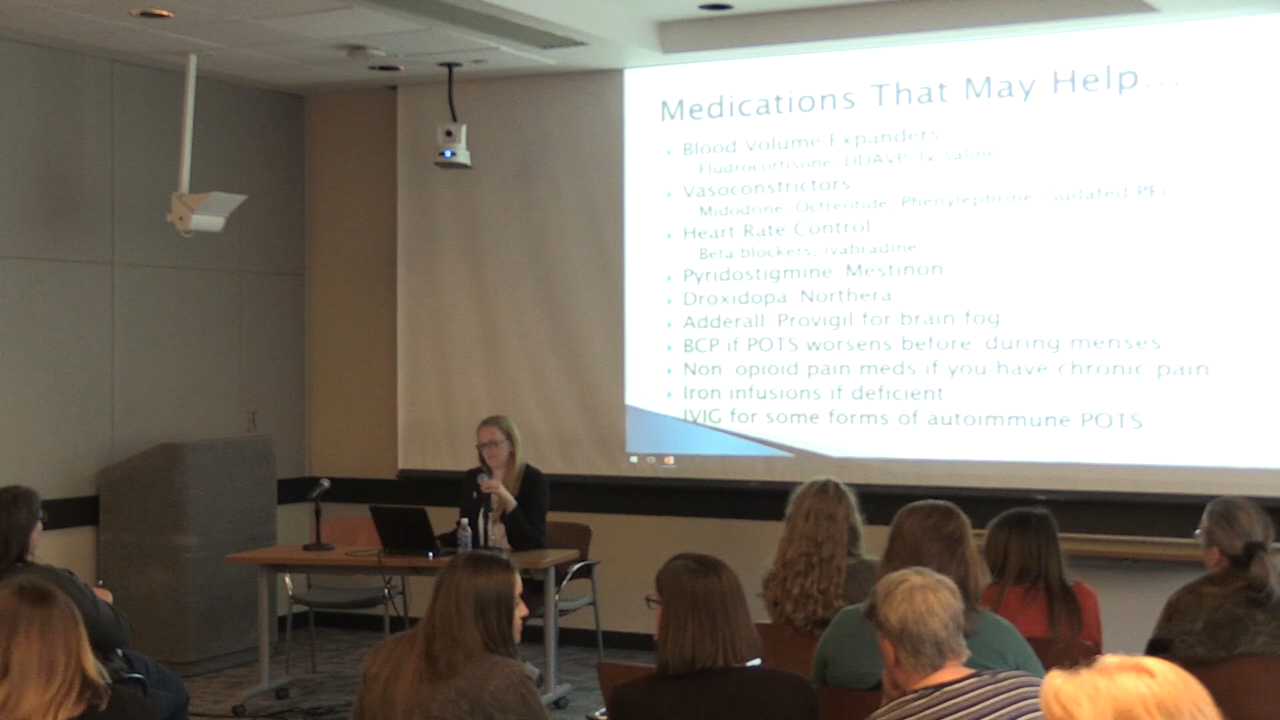 Medications That May Help...
Blood Volume Expanders
Fludrocortisone, DDAVP, Iv saline
Vasoconstrictors
Midodrine, Octreotide, Phenylephrine, Sudafed PE
Heart Rate Control
Beta blockers, ivabradine
Pyridostigmine Mestinon
Droxidopa Northera
Adderall Provigil for brain fog
BCP if POTS worsens before during menses
Non opioid pain meds if you have chronic pain
Iron infusions if deficient
IVIG for some forms of autoimmune POTS